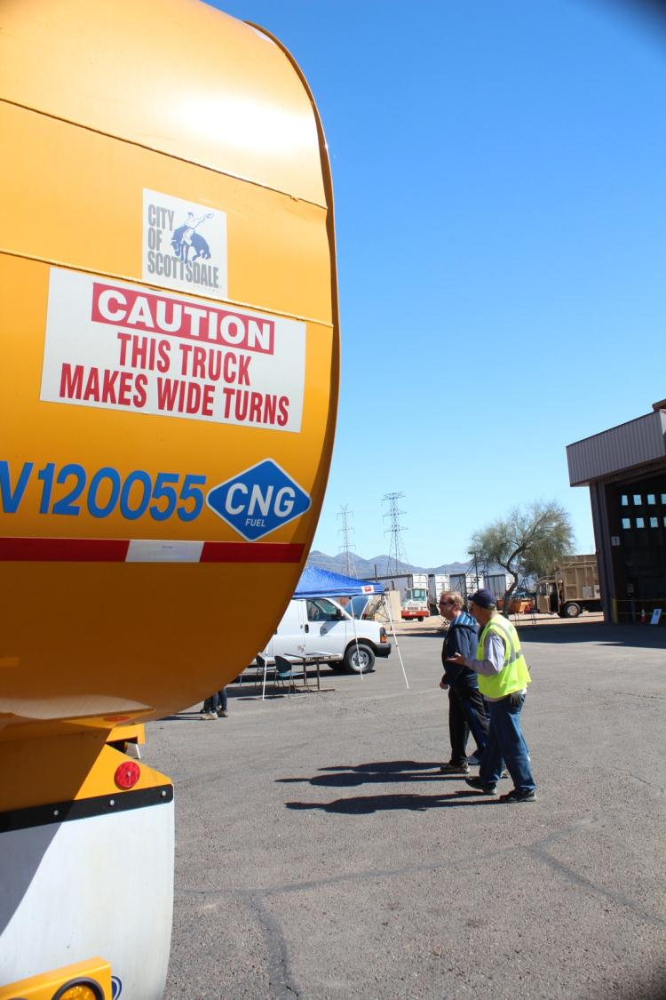 CITY
OF
SCOTTSDALE
CAUTION
THIS TRUCK
MAKES WIDE TURNS
V120055
CNG
FUEL